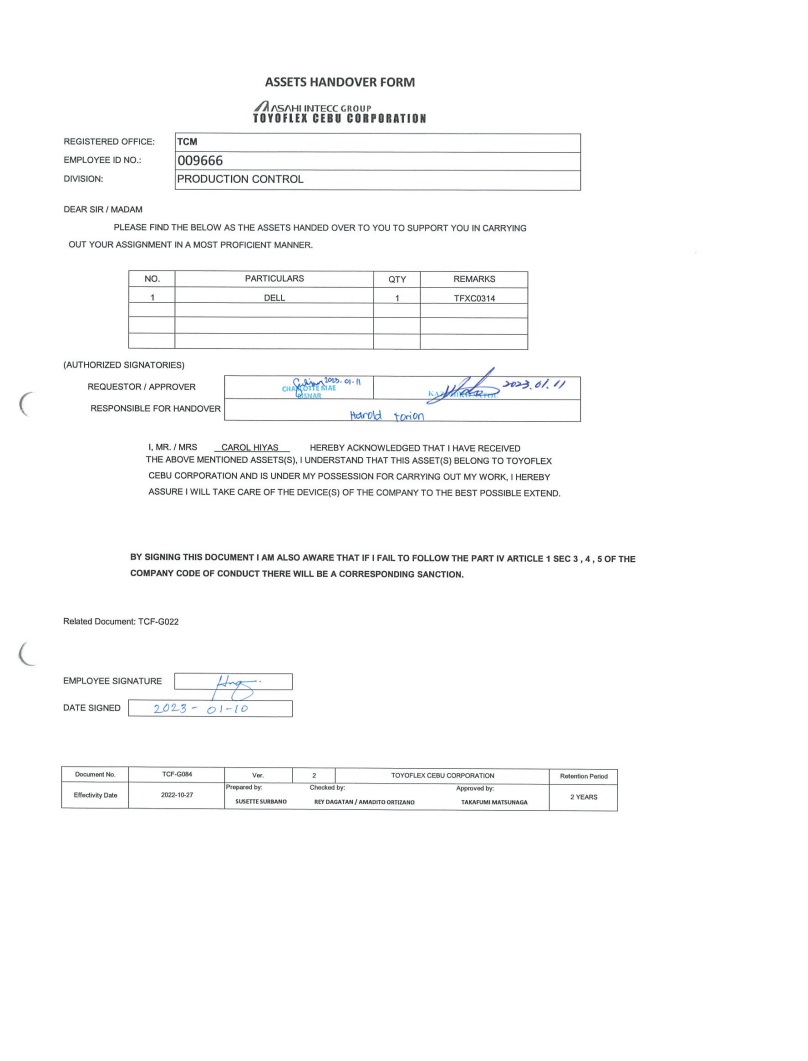 ASSETS HANDOVER FORM
ASAHI INTECC GROUP
TOYOFLEX CEBU CORPORATION
REGISTERED OFFICE: TCM
EMPLOYEE ID NO.: 009666
DIVISION: PRODUCTION CONTROL
DEAR SIR / MADAM
PLEASE FIND THE BELOW AS THE ASSETS HANDED OVER TO YOU TO SUPPORT YOU IN CARRYING
OUT YOUR ASSIGNMENT IN A MOST PROFICIENT MANNER.
NO. PARTICULARS QTY REMARKS
1 DELL 1 TFXC0314
(AUTHORIZED SIGNATORIES)
REQUESTOR / APPROVER 2023.01.11 2023.01.11
RESPONSIBLE FOR HANDOVER Harold Torion
I, MR. / MRS CAROL HIYAS HEREBY ACKNOWLEDGED THAT I HAVE RECEIVED
THE ABOVE MENTIONED ASSETS(S), I UNDERSTAND THAT THIS ASSET(S) BELONG TO TOYOFLEX
CEBU CORPORATION AND IS UNDER MY POSSESSION FOR CARRYING OUT MY WORK, I HEREBY
ASSURE I WILL TAKE CARE OF THE DEVICE(S) OF THE COMPANY TO THE BEST POSSIBLE EXTEND.
BY SIGNING THIS DOCUMENT I AM ALSO AWARE THAT IF I FAIL TO FOLLOW THE PART IV ARTICLE 1 SEC 3 , 4 , 5 OF THE
COMPANY CODE OF CONDUCT THERE WILL BE A CORRESPONDING SANCTION.
Related Document: TCF-G022
EMPLOYEE SIGNATURE
DATE SIGNED 2023-01-10
Document No. TCF-G084 Ver. 2 TOYOFLEX CEBU CORPORATION Retention Period
Effectivity Date 2022-10-27 Prepared by: Checked by: Approved by: 2 YEARS
SUSETTE SURBANO REY DAGATAN / AMADITO ORTIZANO TAKAFUMI MATSUNAGA